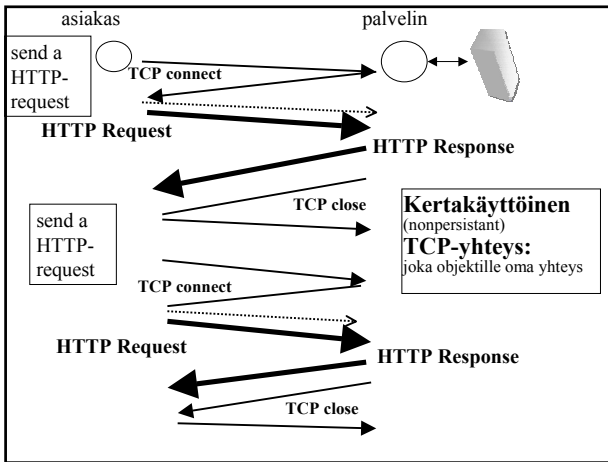 asiakas
palvelin
send a
HTTP-
request
TCP connect
HTTP Request
HTTP Response
TCP close
send a
HTTP-
request
Kertakäyttöinen
(nonpersistant)
TCP-yhteys:
joka objektille oma yhteys
TCP connect
HTTP Request
HTTP Response
TCP close